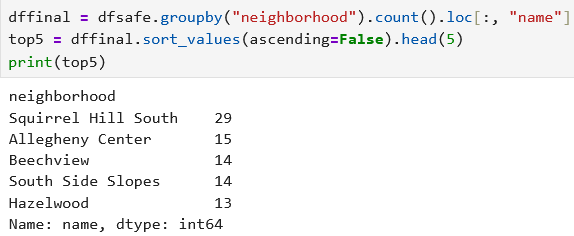 dffinal = dfsafe.groupby("neighborhood").count().loc[:, "name"]
top5 = dffinal.sort_values(ascending=False).head(5)
print(top5)
neighborhood
Squirrel Hill South    29
Allegheny Center       15
Beechview              14
South Side Slopes      14
Hazelwood              13
Name: name, dtype: int64